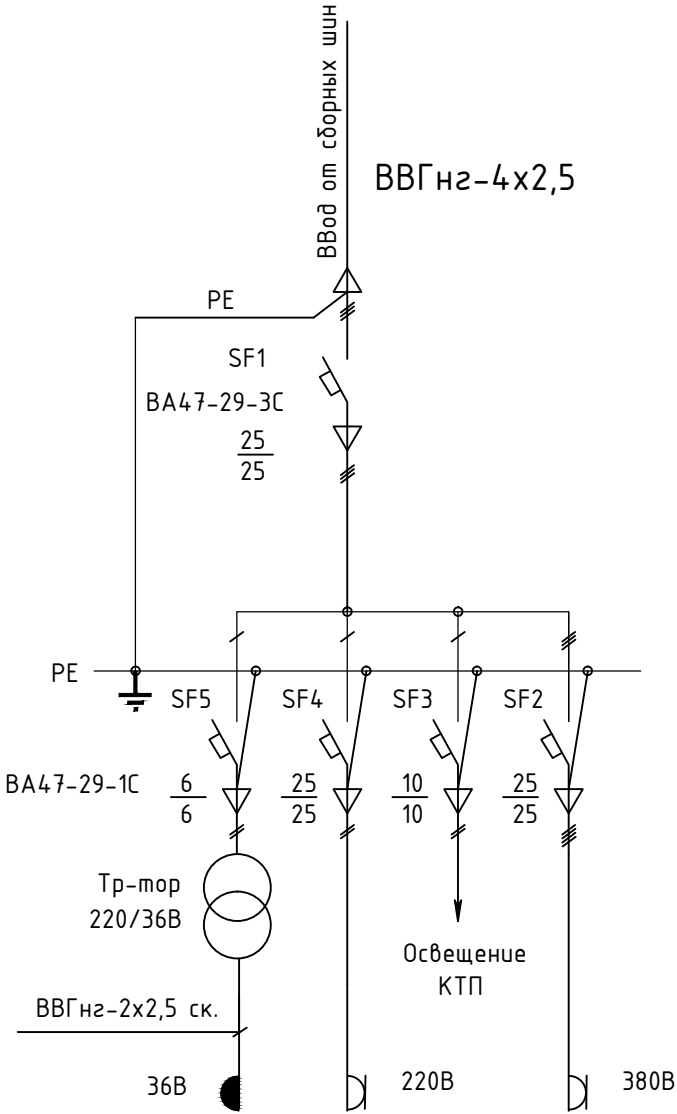 ВВод от сборных шин
ВВГнг-4х2,5
PE
SF1
ВА47-29-3С
25
25
PE
SF5
SF4
SF3
SF2
ВА47-29-1С
6
6
25
25
10
10
25
25
Тр-тор
220/36В
Освещение
КТП
ВВГнг-2х2,5 ск.
36В
220В
380В